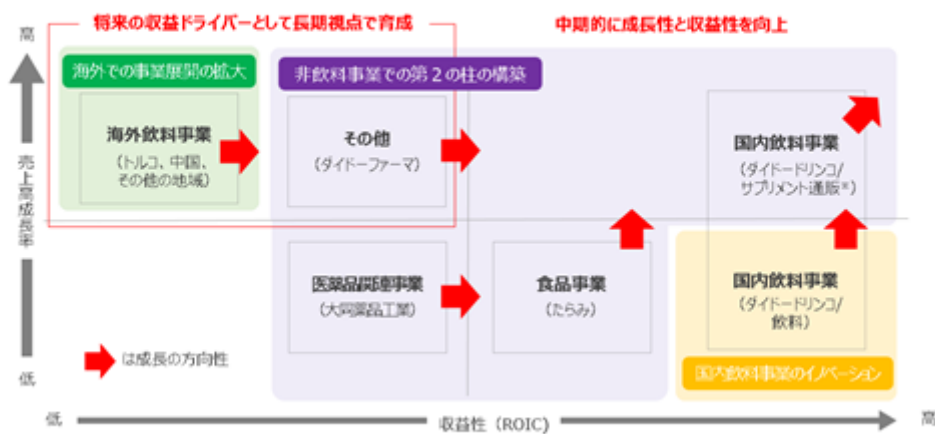 将来の収益ドライバーとして長期視点で育成
中期的に成長性と収益性を向上
高
海外での事業展開の拡大
非飲料事業での第2の柱の構築
海外飲料事業
(トルコ、中国、
その他の地域)
その他
(ダイドーファーマ)
国内飲料事業
(ダイドードリンコ/
サプリメント通販※)
売上高成長率
医薬品関連事業
(大同薬品工業)
食品事業
(たらみ)
国内飲料事業
(ダイドードリンコ/
飲料)
は成長の方向性
国内飲料事業のイノベーション
低
低
収益性(ROIC)
高